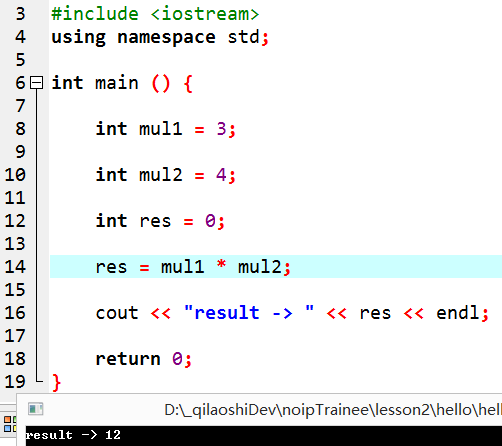 3 #include <iostream>
4 using namespace std;
5
6 int main () {
7
8 int mul1 = 3;
9
10 int mul2 = 4;
11
12 int res = 0;
13
14 res = mul1 * mul2;
15
16 cout << "result -> " << res << endl;
17
18 return 0;
19 }
D:\_qilaoshiDev\noipTrainee\lesson2\hello\hel
result -> 12